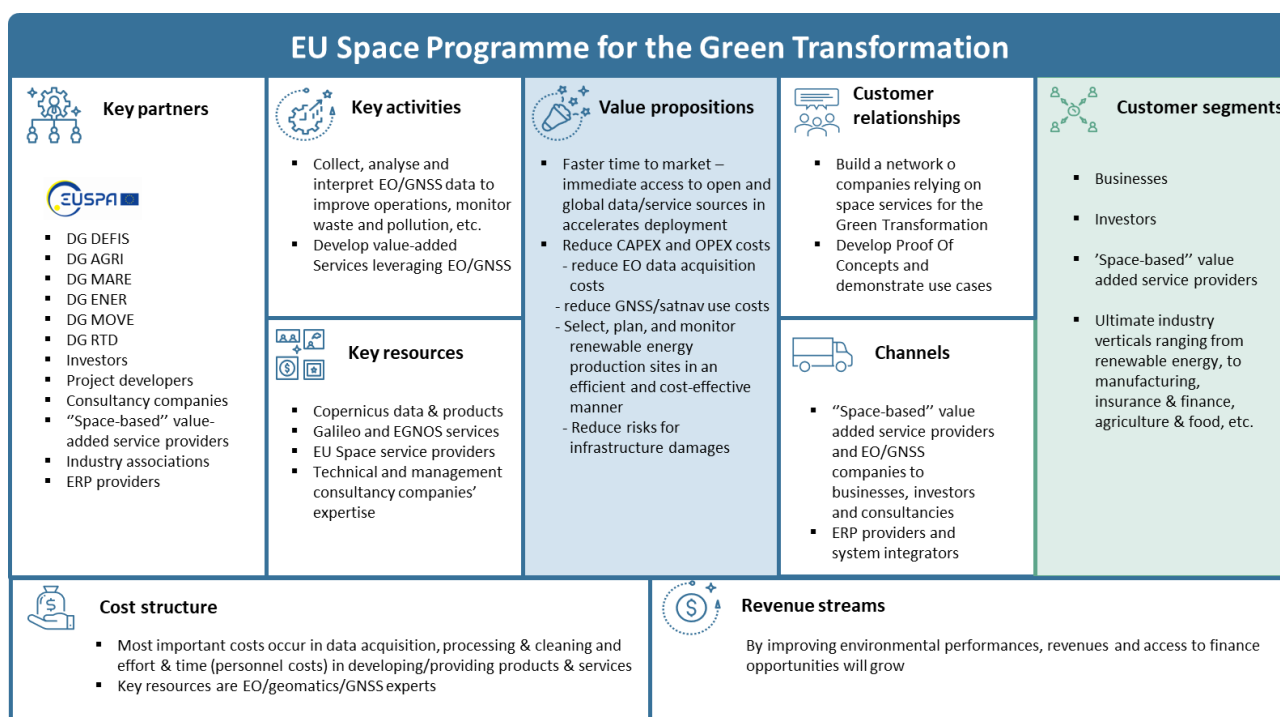 EU Space Programme for the Green Transformation
Key partners
EUSPA
▪ DG DEFIS
▪ DG AGRI
▪ DG MARE
▪ DG ENER
▪ DG MOVE
▪ DG RTD
▪ Investors
▪ Project developers
▪ Consultancy companies
▪ “Space-based’’ value-
added service providers
▪ Industry associations
▪ ERP providers
Key activities
▪ Collect, analyse and
interpret EO/GNSS data to
improve operations, monitor
waste and pollution, etc.
▪ Develop value-added
Services leveraging EO/GNSS
Key resources
▪ Copernicus data & products
▪ Galileo and EGNOS services
▪ EU Space service providers
▪ Technical and management
consultancy companies’
expertise
Value propositions
▪ Faster time to market –
immediate access to open and
global data/service sources in
accelerates deployment
▪ Reduce CAPEX and OPEX costs
- reduce EO data acquisition
costs
- reduce GNSS/satnav use costs
- Select, plan, and monitor
renewable energy
production sites in an
efficient and cost-effective
manner
- Reduce risks for
infrastructure damages
Customer
relationships
▪ Build a network o
companies relying on
space services for the
Green Transformation
▪ Develop Proof Of
Concepts and
demonstrate use cases
Channels
▪ “Space-based’’ value
added service providers
and EO/GNSS
companies to
businesses, investors
and consultancies
▪ ERP providers and
system integrators
Customer segments
▪ Businesses
▪ Investors
▪ ’Space-based’’ value
added service providers
▪ Ultimate industry
verticals ranging from
renewable energy, to
manufacturing,
insurance & finance,
agriculture & food, etc.
Cost structure
▪ Most important costs occur in data acquisition, processing & cleaning and
effort & time (personnel costs) in developing/providing products & services
▪ Key resources are EO/geomatics/GNSS experts
Revenue streams
By improving environmental performances, revenues and access to finance
opportunities will grow